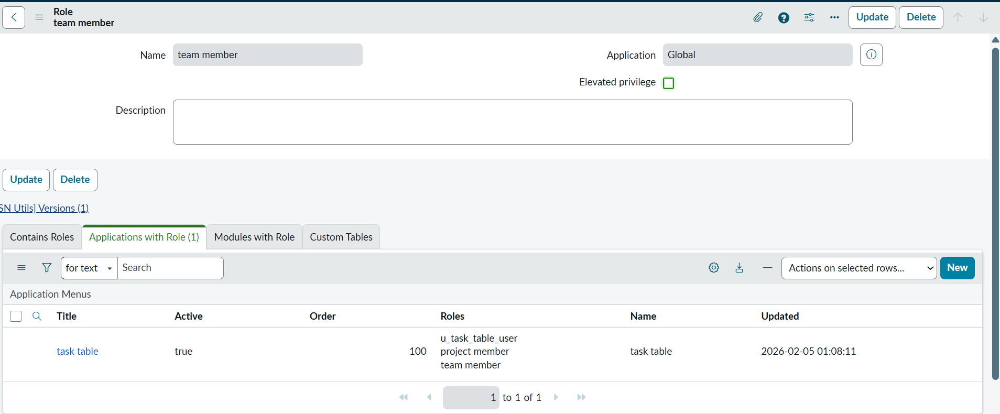 Role
team member
Update
Delete
Name
team member
Application
Global
Elevated privilege
Description
Update
Delete
SN Utils] Versions (1)
Contains Roles
Applications with Role (1)
Modules with Role
Custom Tables
for text
Search
Actions on selected rows...
New
Application Menus
Title
Active
Order
Roles
Name
Updated
task table
true
100
u_task_table_user
project member
team member
task table
2026-02-05 01:08:11
1 to 1 of 1